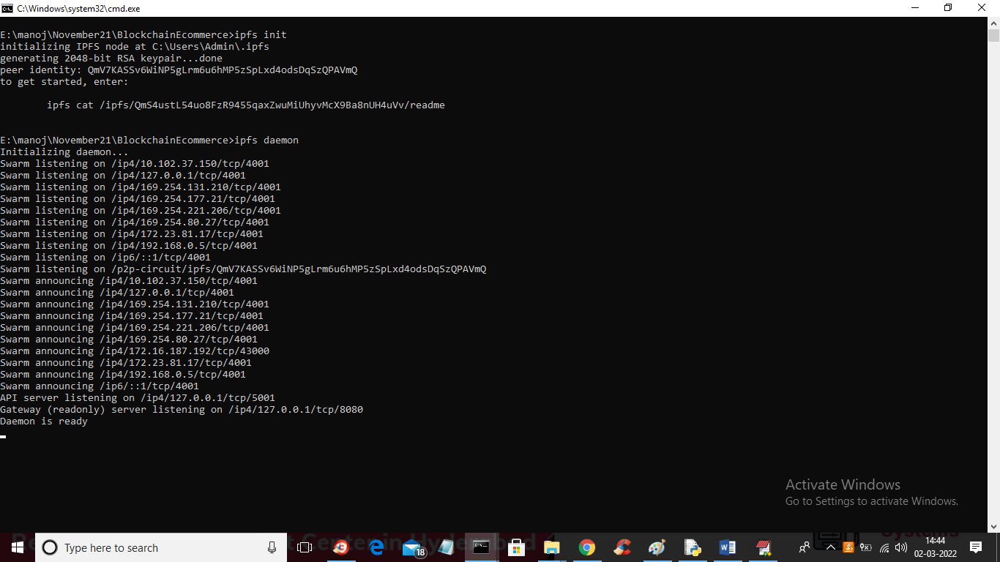 C:\Windows\system32\cmd.exe
E:\manoj\November21\BlockchainEcommerce>ipfs init
initializing IPFS node at C:\Users\Admin\.ipfs
generating 2048-bit RSA keypair...done
peer identity: QmV7KASSv6WiNP5gLrm6u6hMP5zSpLxd4odsDqSzQPAVmQ
to get started, enter:
ipfs cat /ipfs/QmS4ustL54uo8FzR9455qaxZwuMiUhyvMcX9Ba8nUH4uVv/readme
E:\manoj\November21\BlockchainEcommerce>ipfs daemon
Initializing daemon...
Swarm listening on /ip4/10.102.37.150/tcp/4001
Swarm listening on /ip4/127.0.0.1/tcp/4001
Swarm listening on /ip4/169.254.131.210/tcp/4001
Swarm listening on /ip4/169.254.177.21/tcp/4001
Swarm listening on /ip4/169.254.221.206/tcp/4001
Swarm listening on /ip4/169.254.80.27/tcp/4001
Swarm listening on /ip4/172.23.81.17/tcp/4001
Swarm listening on /ip4/192.168.0.5/tcp/4001
Swarm listening on /ip6/::1/tcp/4001
Swarm listening on /p2p-circuit/ipfs/QmV7KASSv6WiNP5gLrm6u6hMP5zSpLxd4odsDqSzQPAVmQ
Swarm announcing /ip4/10.102.37.150/tcp/4001
Swarm announcing /ip4/127.0.0.1/tcp/4001
Swarm announcing /ip4/169.254.131.210/tcp/4001
Swarm announcing /ip4/169.254.177.21/tcp/4001
Swarm announcing /ip4/169.254.221.206/tcp/4001
Swarm announcing /ip4/169.254.80.27/tcp/4001
Swarm announcing /ip4/172.16.187.192/tcp/43000
Swarm announcing /ip4/172.23.81.17/tcp/4001
Swarm announcing /ip4/192.168.0.5/tcp/4001
Swarm announcing /ip6/::1/tcp/4001
API server listening on /ip4/127.0.0.1/tcp/5001
Gateway (readonly) server listening on /ip4/127.0.0.1/tcp/8080
Daemon is ready
Activate Windows
Go to Settings to activate Windows.
Type here to search
18
14:44
02-03-2022